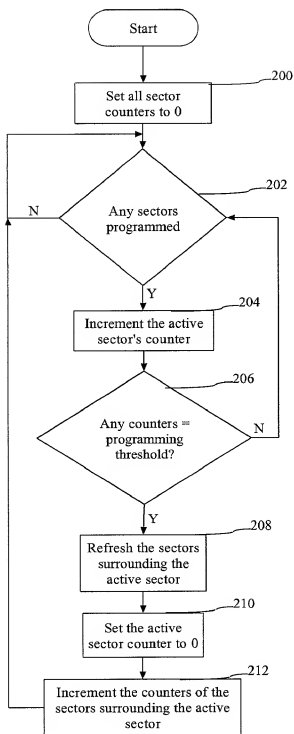 Start
200
Set all sector
counters to 0
202
N
Any sectors
programmed
Y
204
Increment the active
sector's counter
206
Any counters =
programming
threshold?
N
Y
208
Refresh the sectors
surrounding the
active sector
210
Set the active
sector counter to 0
212
Increment the counters of the
sectors surrounding the active
sector